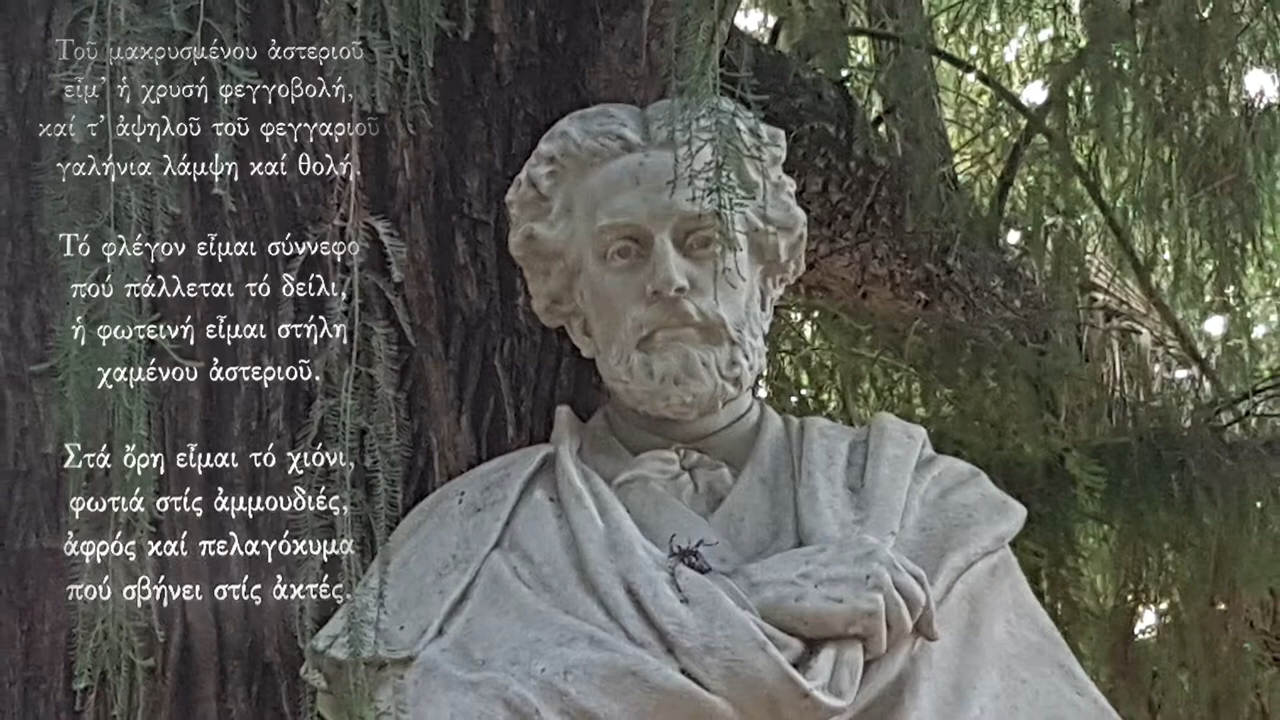 Τοῦ μακρυσμένου ἀστεριοῦ
εἶμ’ ἡ χρυσή φεγγοβολή,
καί τ’ ἀψηλοῦ τοῦ φεγγαριοῦ
γαλήνια λάμψη καί θολή.
Τό φλέγον εἶμαι σύννεφο
πού πάλλεται τό δείλι,
ἡ φωτεινή εἶμαι στήλη
χαμένου ἀστεριοῦ.
Στά ὄρη εἶμαι τό χιόνι,
φωτιά στίς ἀμμουδιές,
ἀφρός καί πελαγόκυμα
πού σβήνει στίς ἀκτές.